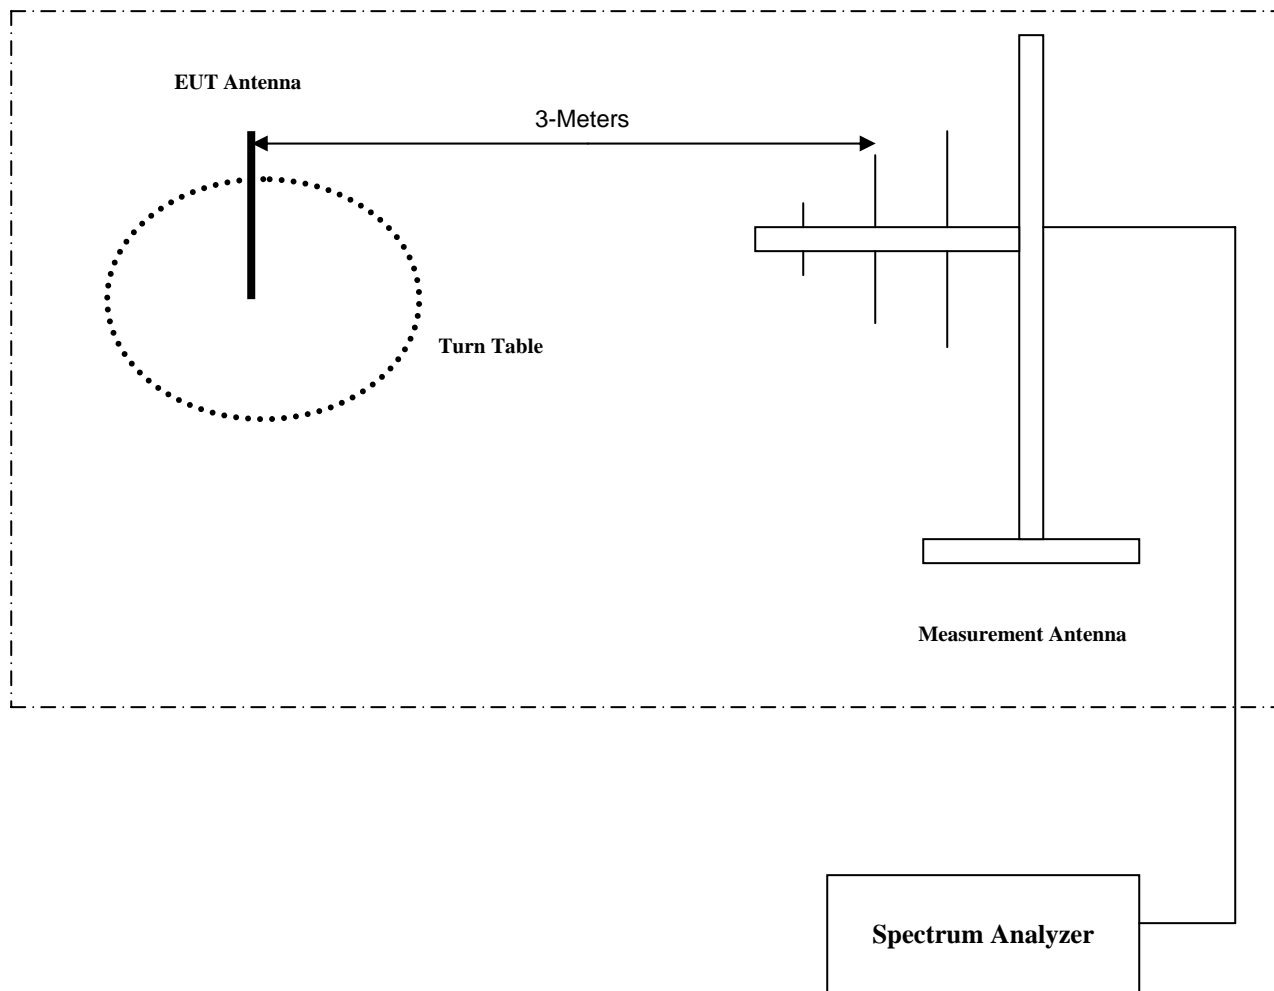 EUT Antenna
3-Meters
Turn Table
Measurement Antenna
Spectrum Analyzer